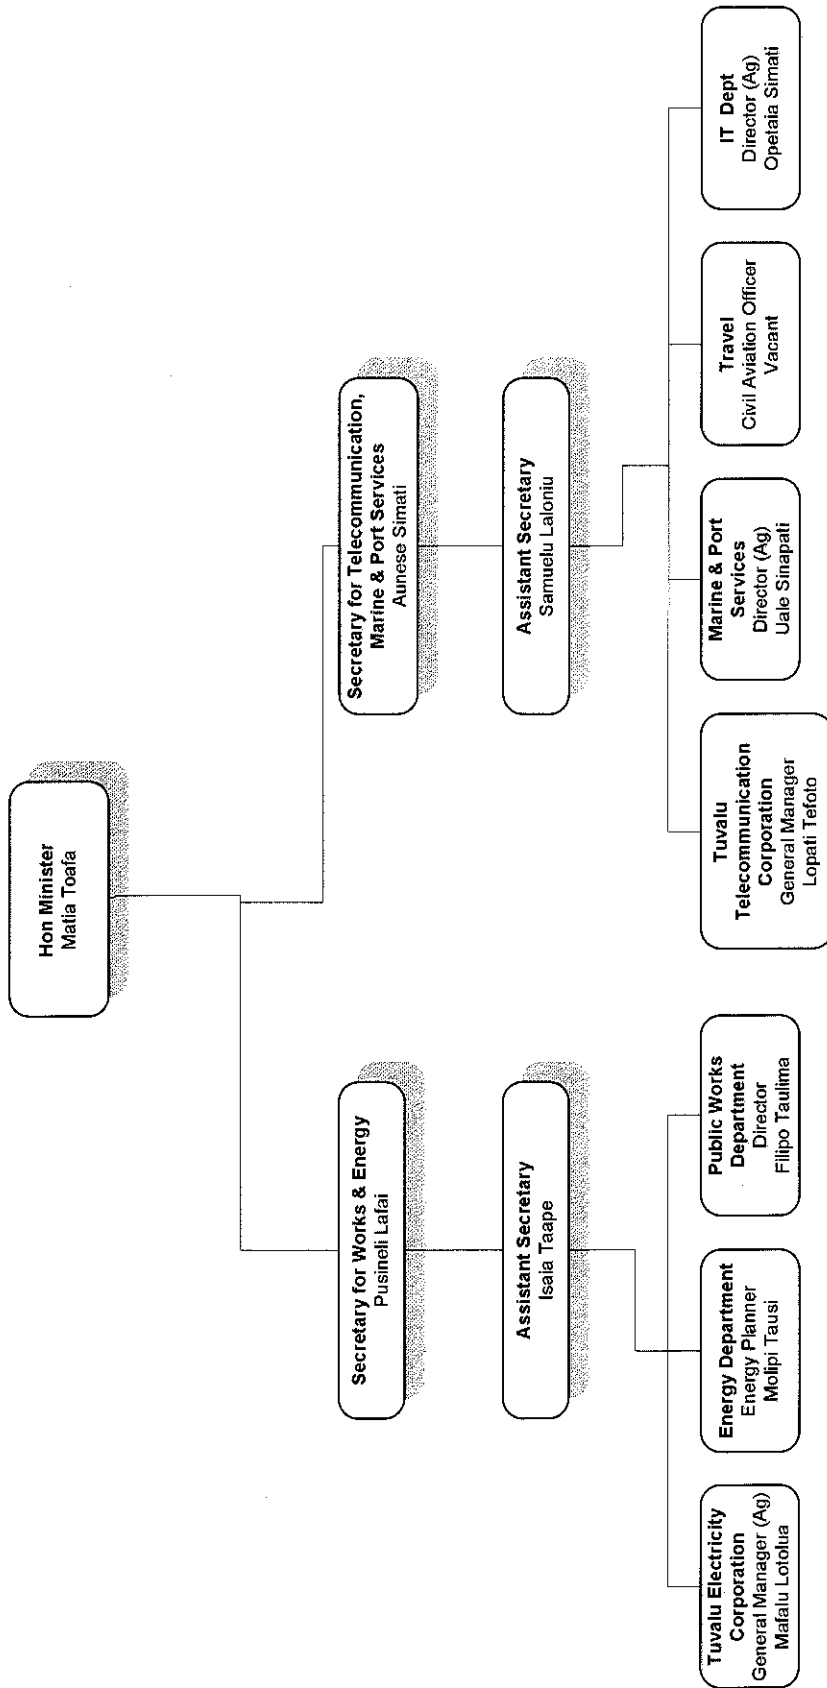 Hon Minister
Matia Toafa
Secretary for Works & Energy
Pusineli Lafai
Secretary for Telecommunication,
Marine & Port Services
Aunese Simati
Assistant Secretary
Isaia Taape
Assistant Secretary
Samuelu Laloniu
Tuvalu Electricity
Corporation
General Manager (Ag)
Mafalu Lotolua
Energy Department
Energy Planner
Molipi Tausi
Public Works
Department
Director
Filipo Taulima
Tuvalu
Telecommunication
Corporation
General Manager
Lopati Tefoto
Marine & Port
Services
Director (Ag)
Uale Sinapati
Travel
Civil Aviation Officer
Vacant
IT Dept
Director (Ag)
Opetaia Simati